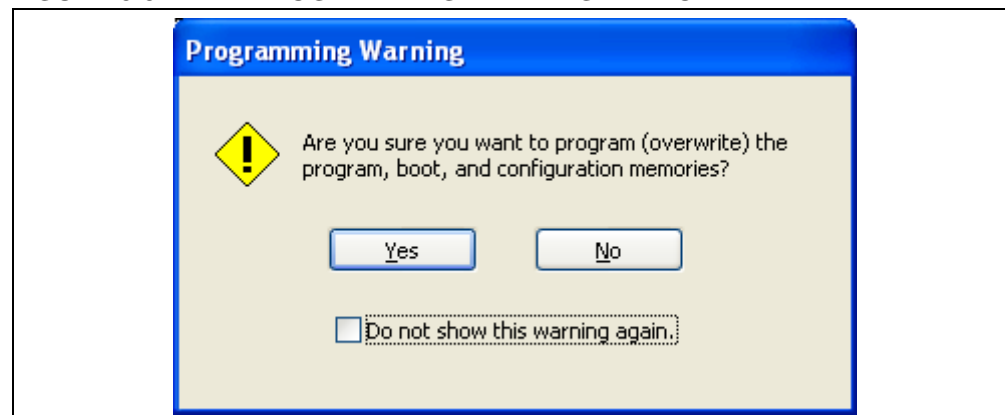 Programming Warning
Are you sure you want to program (overwrite) the
program, boot, and configuration memories?
Yes
No
Do not show this warning again.